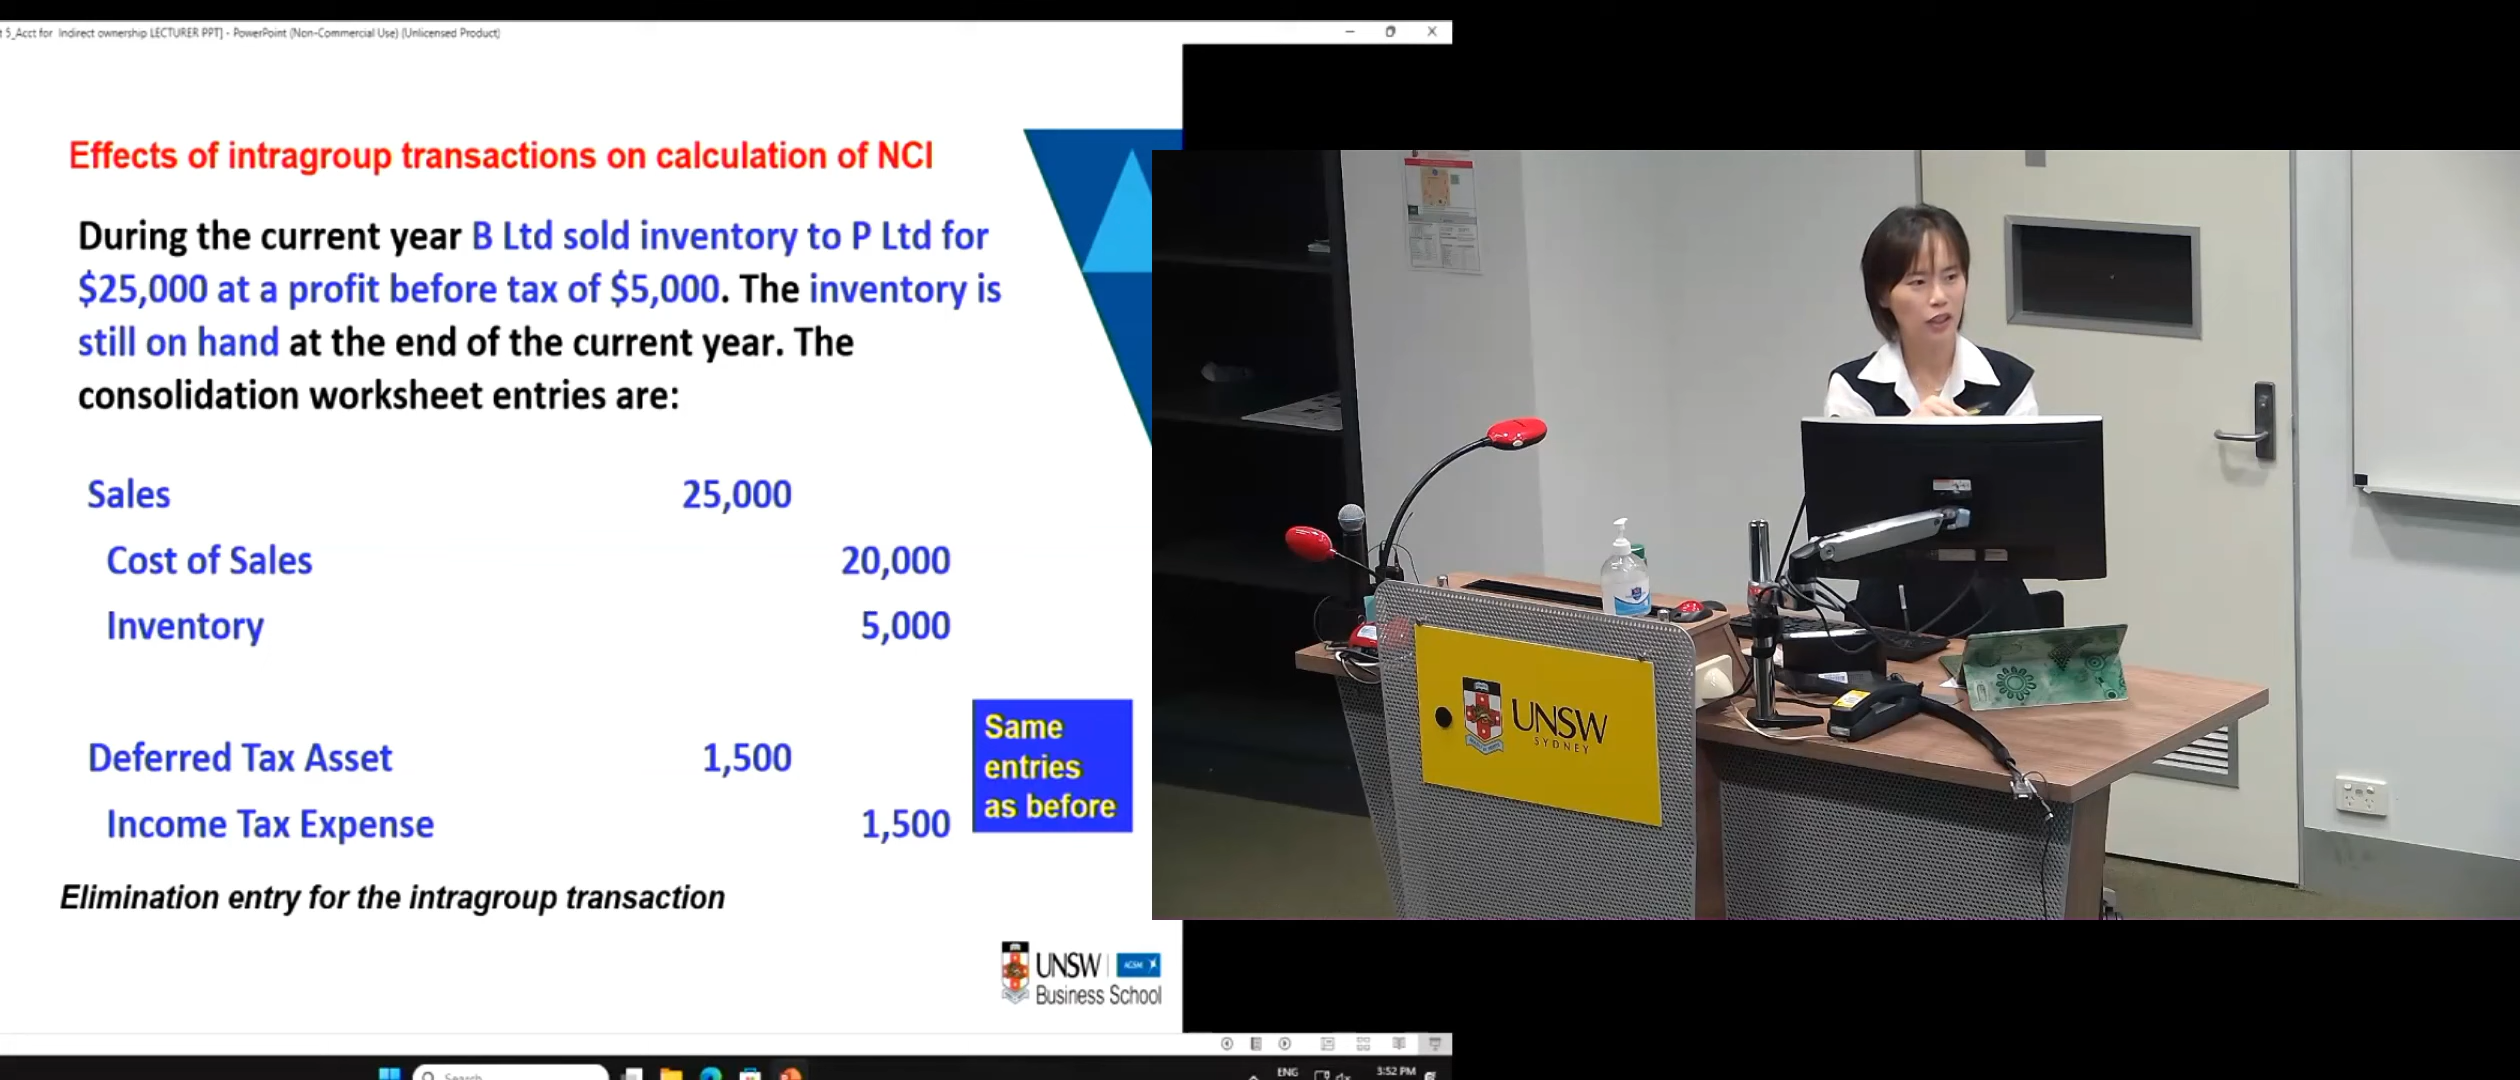 t 5_Acct for Indirect ownership LECTURER PPT] - PowerPoint (Non-Commercial Use) (Unlicensed Product)
Effects of intragroup transactions on calculation of NCI
During the current year B Ltd sold inventory to P Ltd for
$25,000 at a profit before tax of $5,000. The inventory is
still on hand at the end of the current year. The
consolidation worksheet entries are:
Sales 25,000
Cost of Sales 20,000
Inventory 5,000
Deferred Tax Asset 1,500
Income Tax Expense 1,500
Same
entries
as before
Elimination entry for the intragroup transaction
UNSW
AGSM
Business School
Search
ENG
3:52 PM
UNSW
SYDNEY